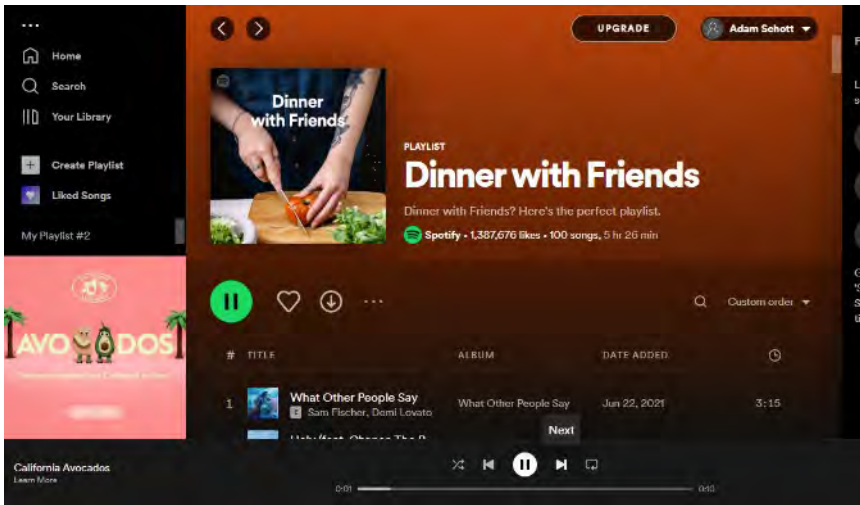 Home
Search
Your Library
Create Playlist
Liked Songs
My Playlist #2
AVOCADOS
California Avocados
Learn More
UPGRADE
Adam Schott
Dinner
with Friends
PLAYLIST
Dinner with Friends
Dinner with Friends? Here's the perfect playlist.
Spotify • 1,387,676 likes • 100 songs, 5 hr 26 min
Custom order
# TITLE ALBUM DATE ADDED
1 What Other People Say What Other People Say Jun 22, 2021 3:15
E Sam Fischer, Demi Lovato
Next
0:01